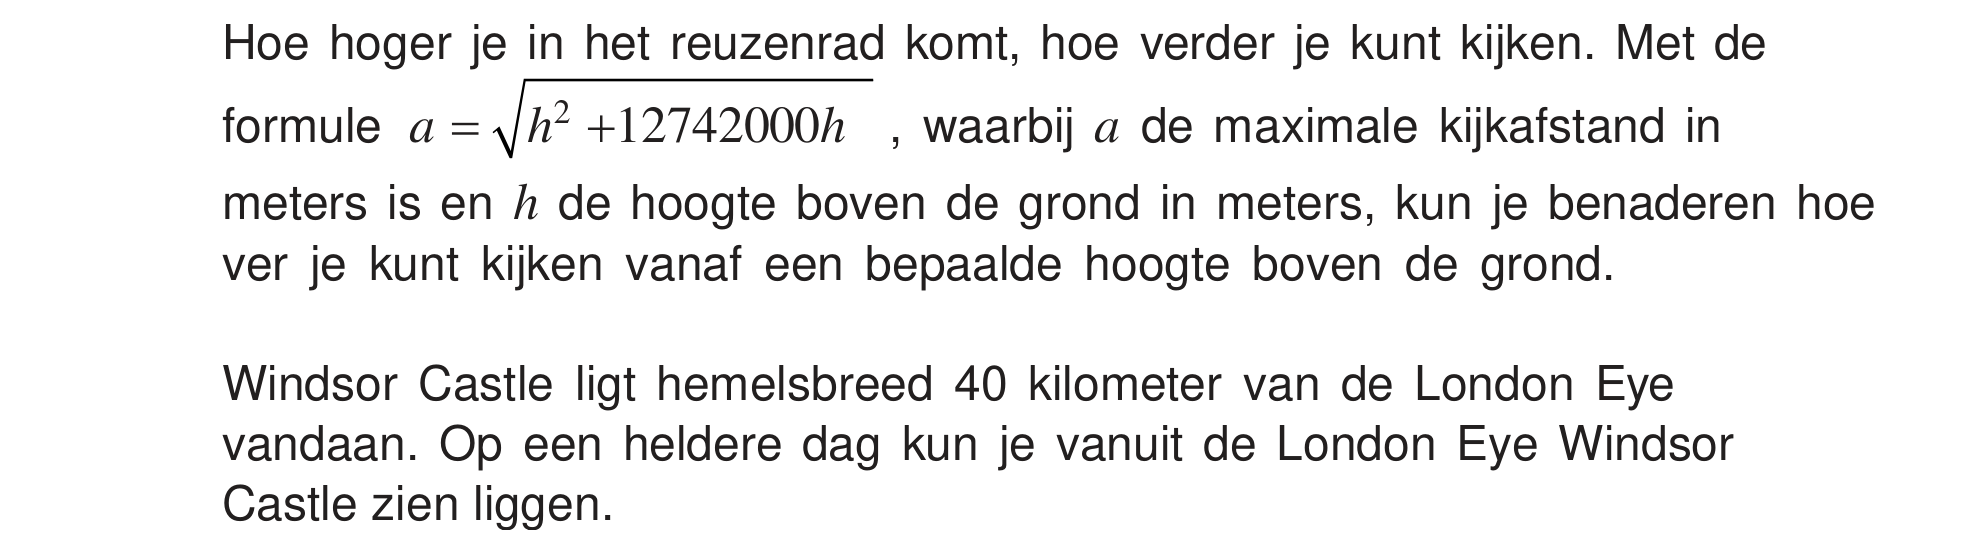 Hoe hoger je in het reuzenrad komt, hoe verder je kunt kijken. Met de
formule a = √(h² +12742000h) , waarbij a de maximale kijkafstand in
meters is en h de hoogte boven de grond in meters, kun je benaderen hoe
ver je kunt kijken vanaf een bepaalde hoogte boven de grond.
Windsor Castle ligt hemelsbreed 40 kilometer van de London Eye
vandaan. Op een heldere dag kun je vanuit de London Eye Windsor
Castle zien liggen.